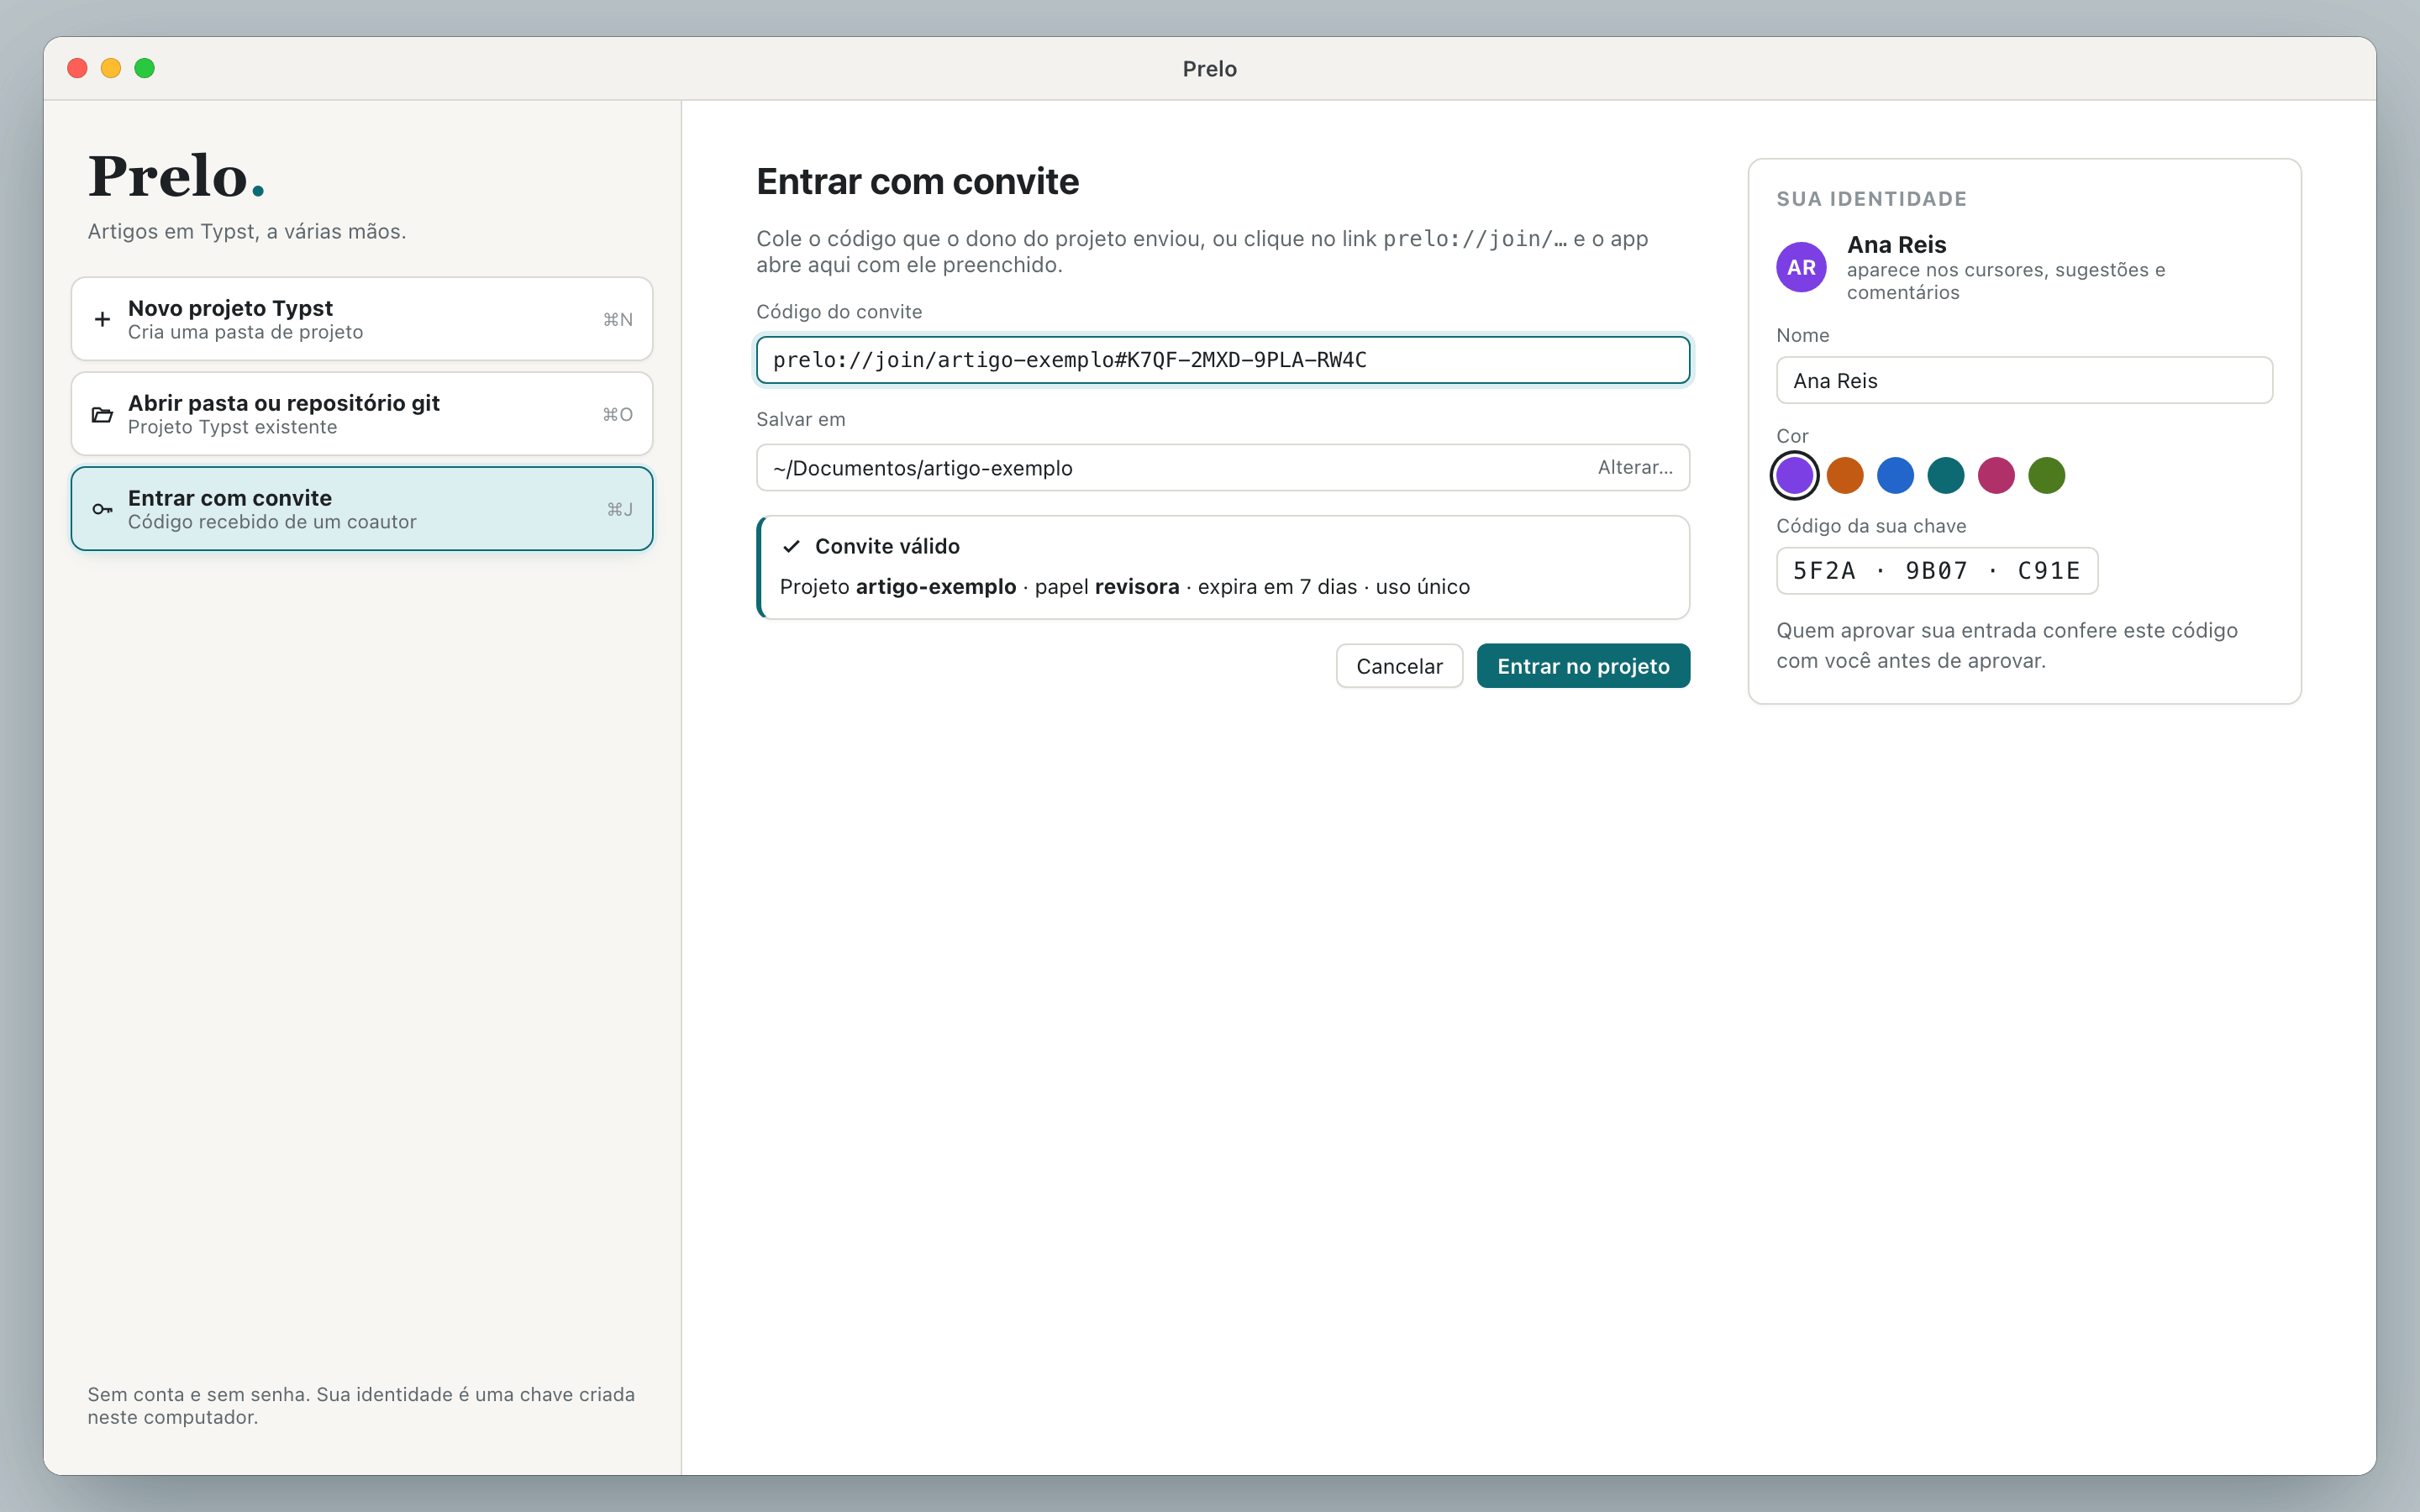 Prelo
Prelo.
Artigos em Typst, a várias mãos.
Novo projeto Typst
Cria uma pasta de projeto
⌘N
Abrir pasta ou repositório git
Projeto Typst existente
⌘O
Entrar com convite
Código recebido de um coautor
⌘J
Sem conta e sem senha. Sua identidade é uma chave criada
neste computador.
Entrar com convite
Cole o código que o dono do projeto enviou, ou clique no link prelo://join/… e o app
abre aqui com ele preenchido.
Código do convite
prelo://join/artigo-exemplo#K7QF-2MXD-9PLA-RW4C
Salvar em
~/Documentos/artigo-exemplo
Alterar…
✓ Convite válido
Projeto artigo-exemplo · papel revisora · expira em 7 dias · uso único
Cancelar
Entrar no projeto
SUA IDENTIDADE
AR
Ana Reis
aparece nos cursores, sugestões e
comentários
Nome
Ana Reis
Cor
Código da sua chave
5F2A · 9B07 · C91E
Quem aprovar sua entrada confere este código
com você antes de aprovar.